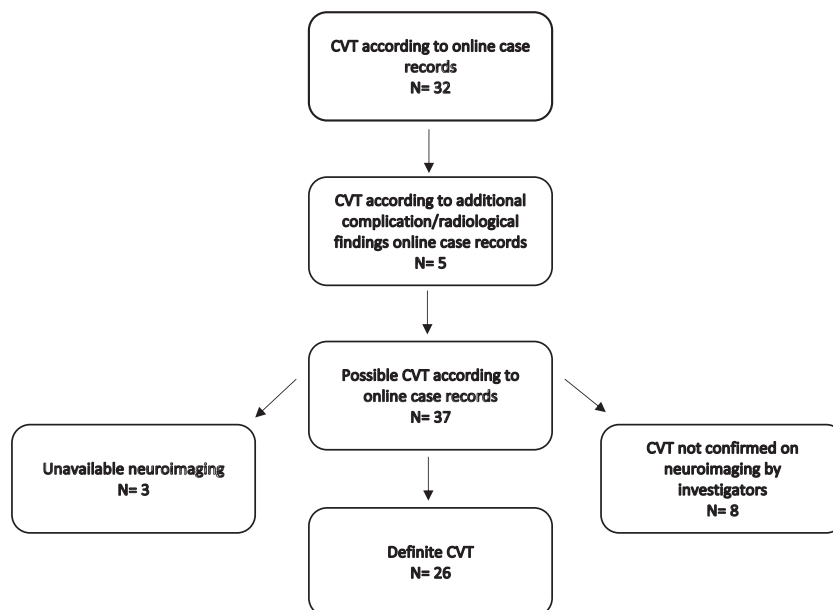 CVT according to online case
records
N= 32
CVT according to additional
complication/radiological
findings online case records
N= 5
Possible CVT according to
online case records
N= 37
Unavailable neuroimaging
N= 3
CVT not confirmed on
neuroimaging by
investigators
N= 8
Definite CVT
N= 26